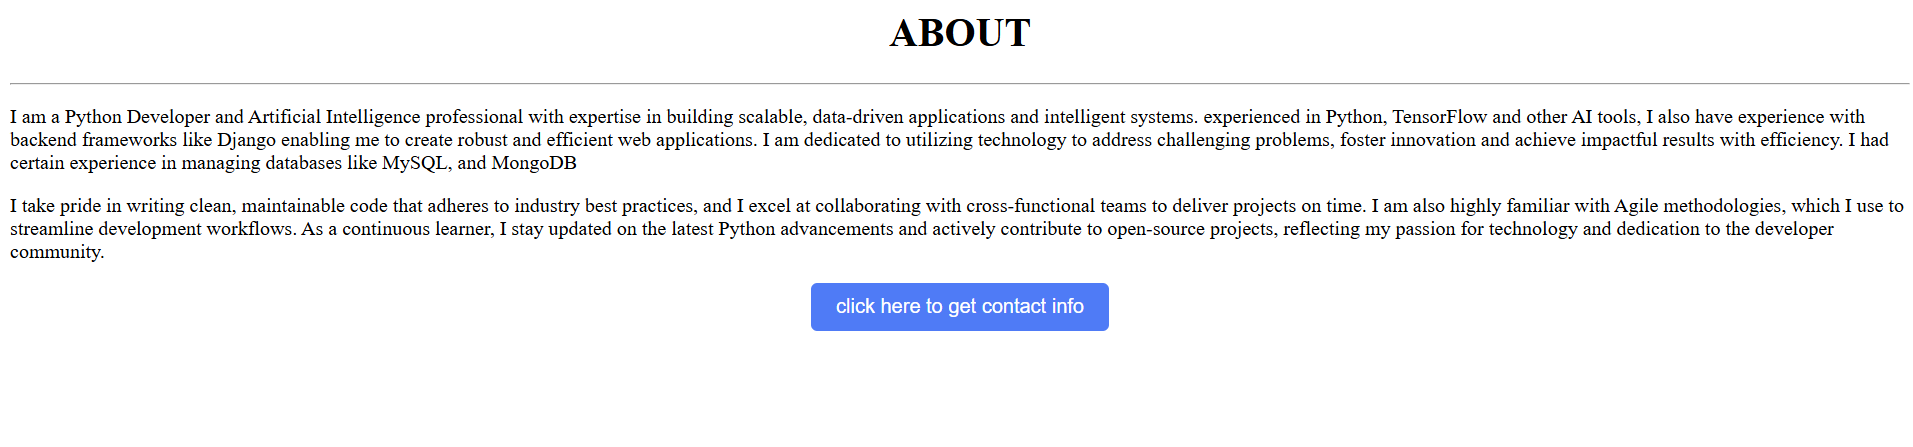 ABOUT
I am a Python Developer and Artificial Intelligence professional with expertise in building scalable, data-driven applications and intelligent systems. experienced in Python, TensorFlow and other AI tools, I also have experience with
backend frameworks like Django enabling me to create robust and efficient web applications. I am dedicated to utilizing technology to address challenging problems, foster innovation and achieve impactful results with efficiency. I had
certain experience in managing databases like MySQL, and MongoDB
I take pride in writing clean, maintainable code that adheres to industry best practices, and I excel at collaborating with cross-functional teams to deliver projects on time. I am also highly familiar with Agile methodologies, which I use to
streamline development workflows. As a continuous learner, I stay updated on the latest Python advancements and actively contribute to open-source projects, reflecting my passion for technology and dedication to the developer
community.
click here to get contact info